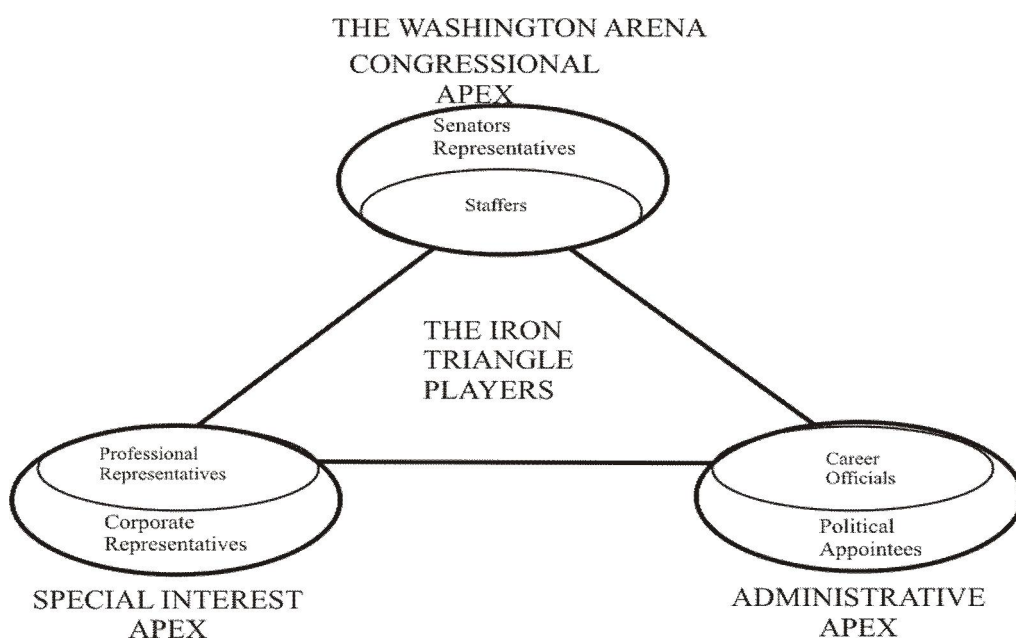 THE WASHINGTON ARENA
CONGRESSIONAL
APEX
Senators
Representatives
Staffers
THE IRON
TRIANGLE
PLAYERS
Professional
Representatives
Corporate
Representatives
SPECIAL INTEREST
APEX
Career
Officials
Political
Appointees
ADMINISTRATIVE
APEX